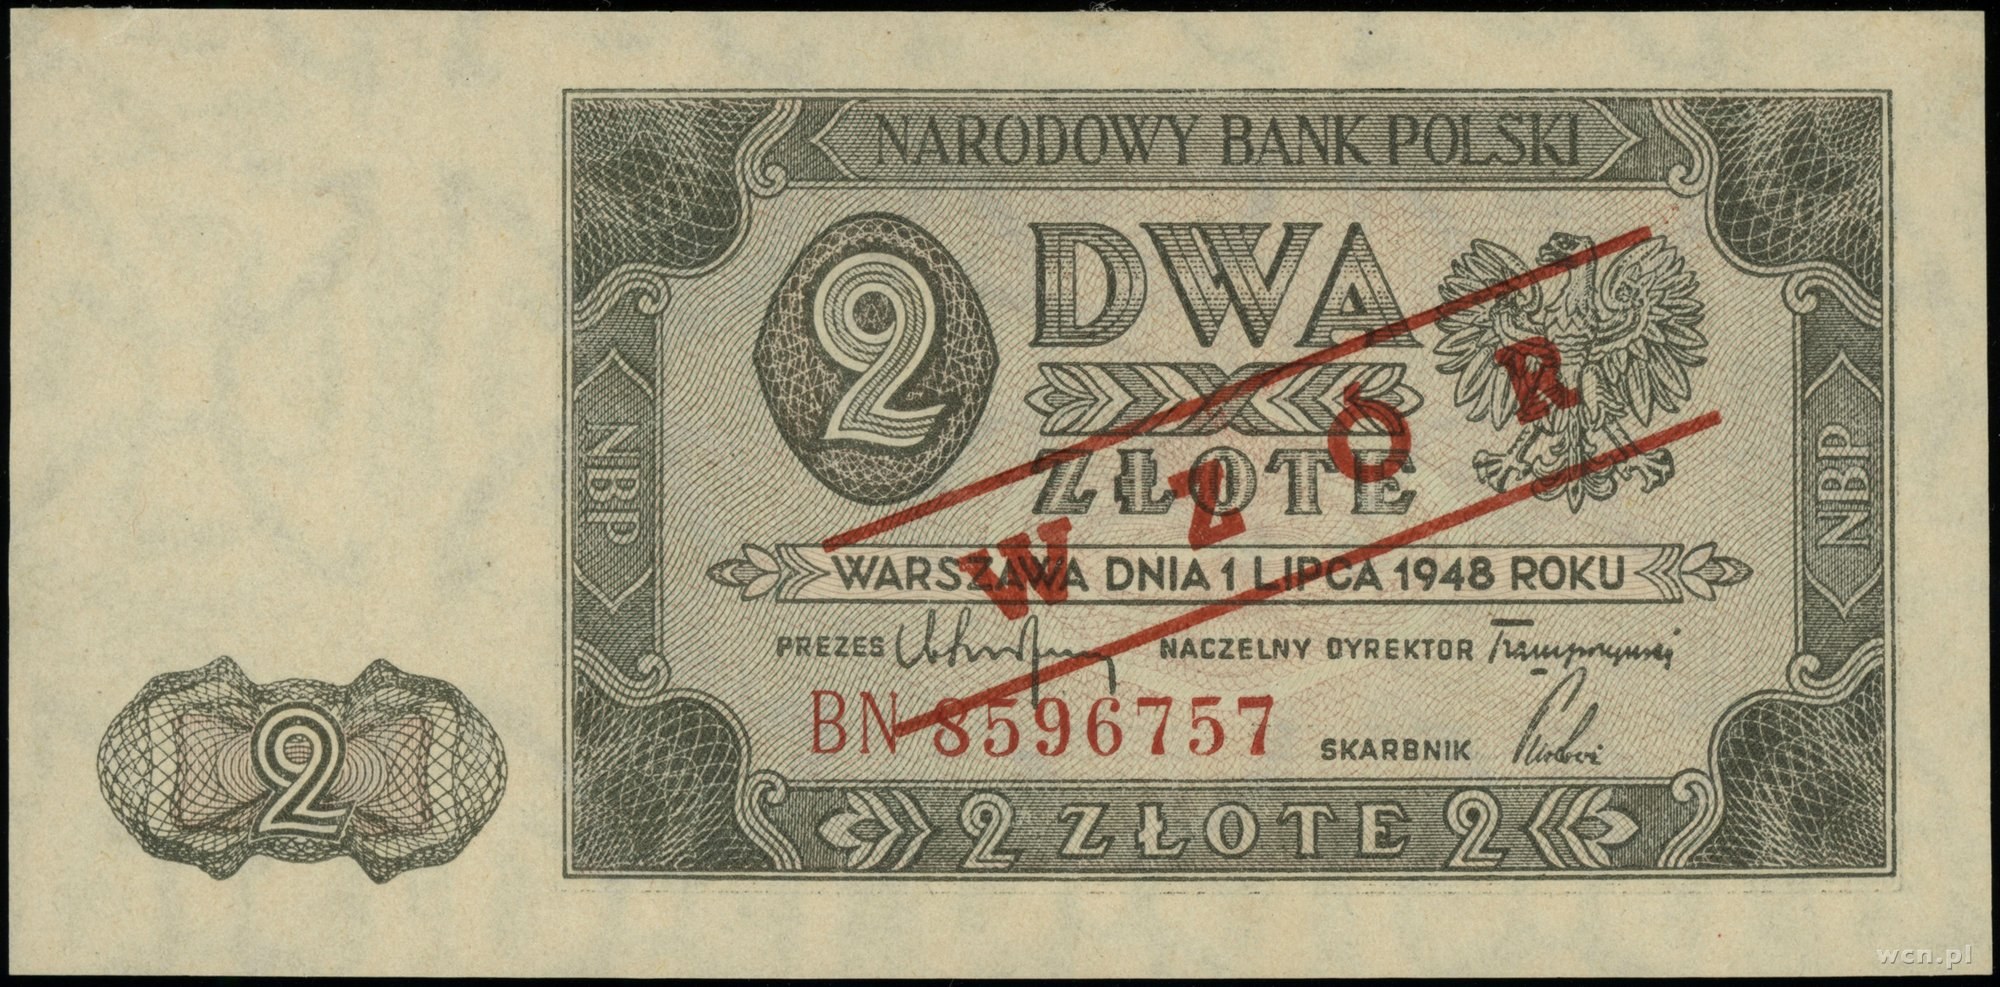 NARODOWY BANK POLSKI
2
DWA
ZŁOTE
WZÓR
NBP
NBP
WARSZAWA DNIA 1 LIPCA 1948 ROKU
PREZES
NACZELNY DYREKTOR
BN 8596757
SKARBNIK
2
2 ZŁOTE 2
wcn.pl